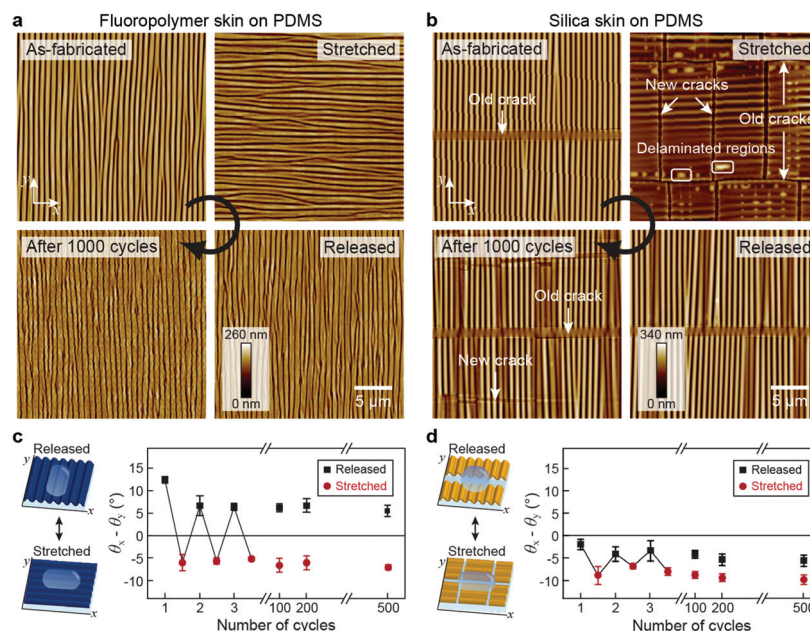 a Fluoropolymer skin on PDMS
As-fabricated
Stretched
y
x
After 1000 cycles
Released
260 nm
0 nm
5 µm
b Silica skin on PDMS
As-fabricated
Old crack
Stretched
New cracks
Old cracks
Delaminated regions
y
x
After 1000 cycles
Old crack
New crack
Released
340 nm
0 nm
5 µm
c
Released
y
x
Stretched
y
x
θx - θy (°)
15
10
5
0
-5
-10
Released
Stretched
1 2 3 100 200 500
Number of cycles
d
Released
y
x
Stretched
y
x
θx - θy (°)
15
10
5
0
-5
-10
Released
Stretched
1 2 3 100 200 500
Number of cycles